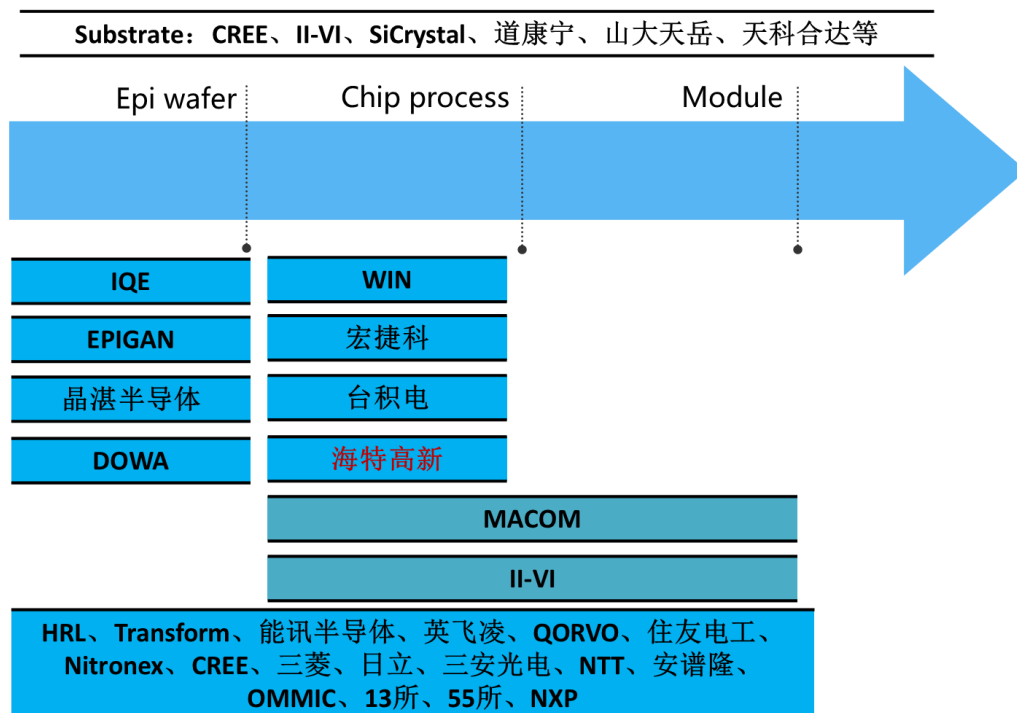 Substrate：CREE、II-VI、SiCrystal、道康宁、山大天岳、天科合达等
Epi wafer
Chip process
Module
IQE
WIN
EPIGAN
宏捷科
晶湛半导体
台积电
DOWA
海特高新
MACOM
II-VI
HRL、Transform、能讯半导体、英飞凌、QORVO、住友电工、
Nitronex、CREE、三菱、日立、三安光电、NTT、安谱隆、
OMMIC、13所、55所、NXP